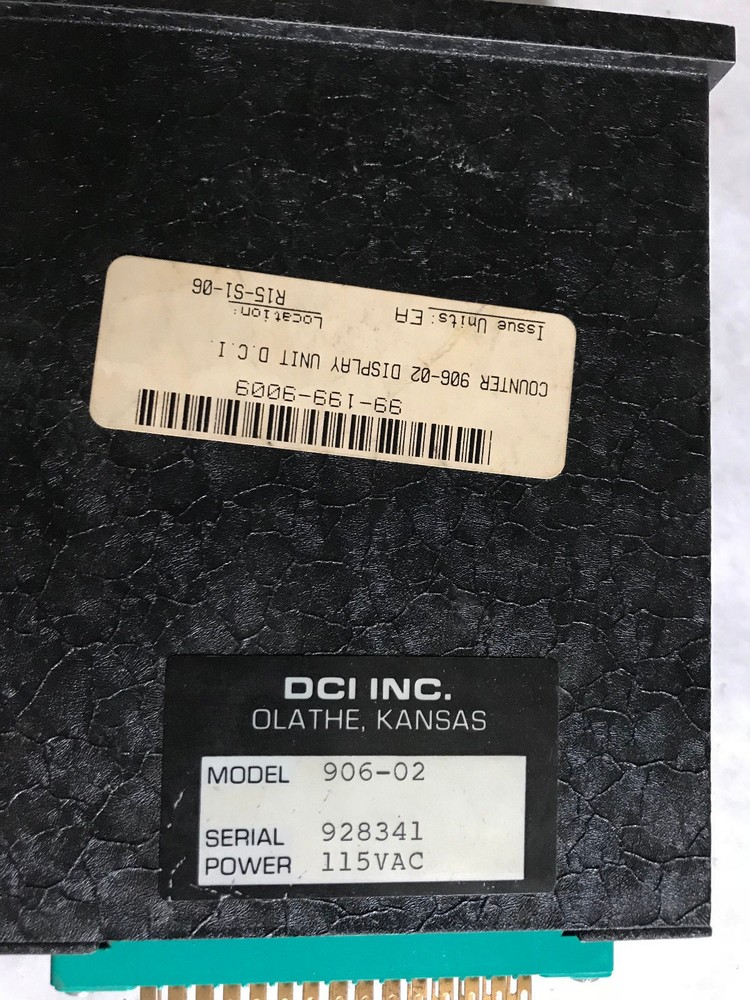 99-199-9009
COUNTER 906-02 DISPLAY UNIT D.C.I.
Issue Units: EA Location:
R15-S1-06
DCI INC.
OLATHE, KANSAS
MODEL 906-02
SERIAL 928341
POWER 115VAC